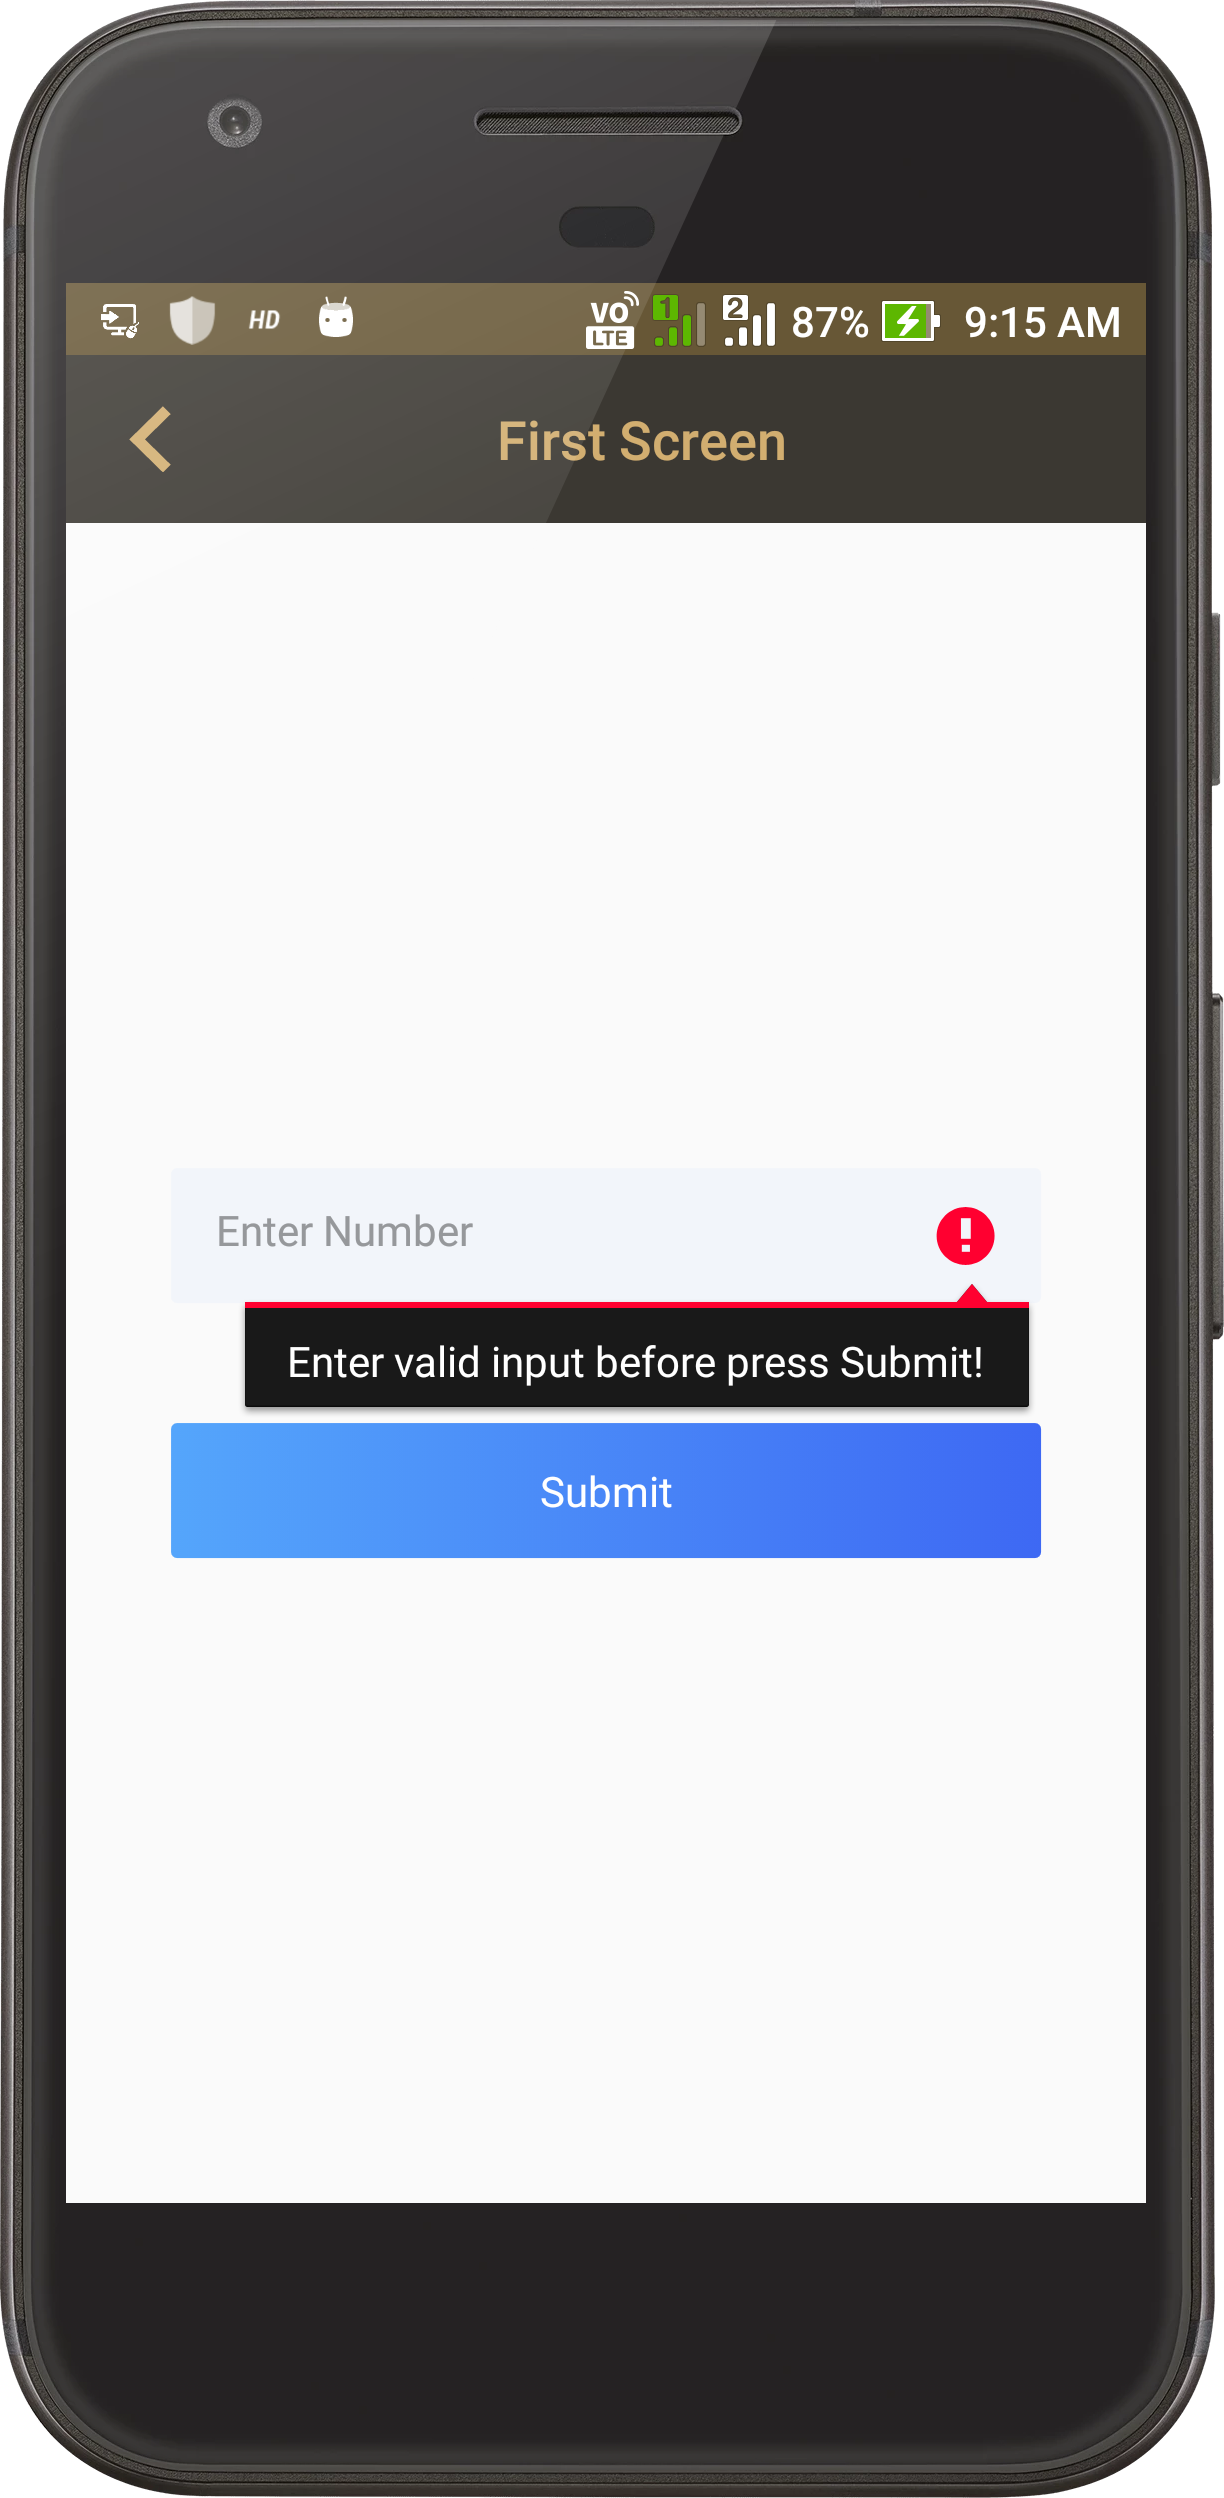 HD VO LTE 1 2 87% 9:15 AM
First Screen
Enter Number
Enter valid input before press Submit!
Submit